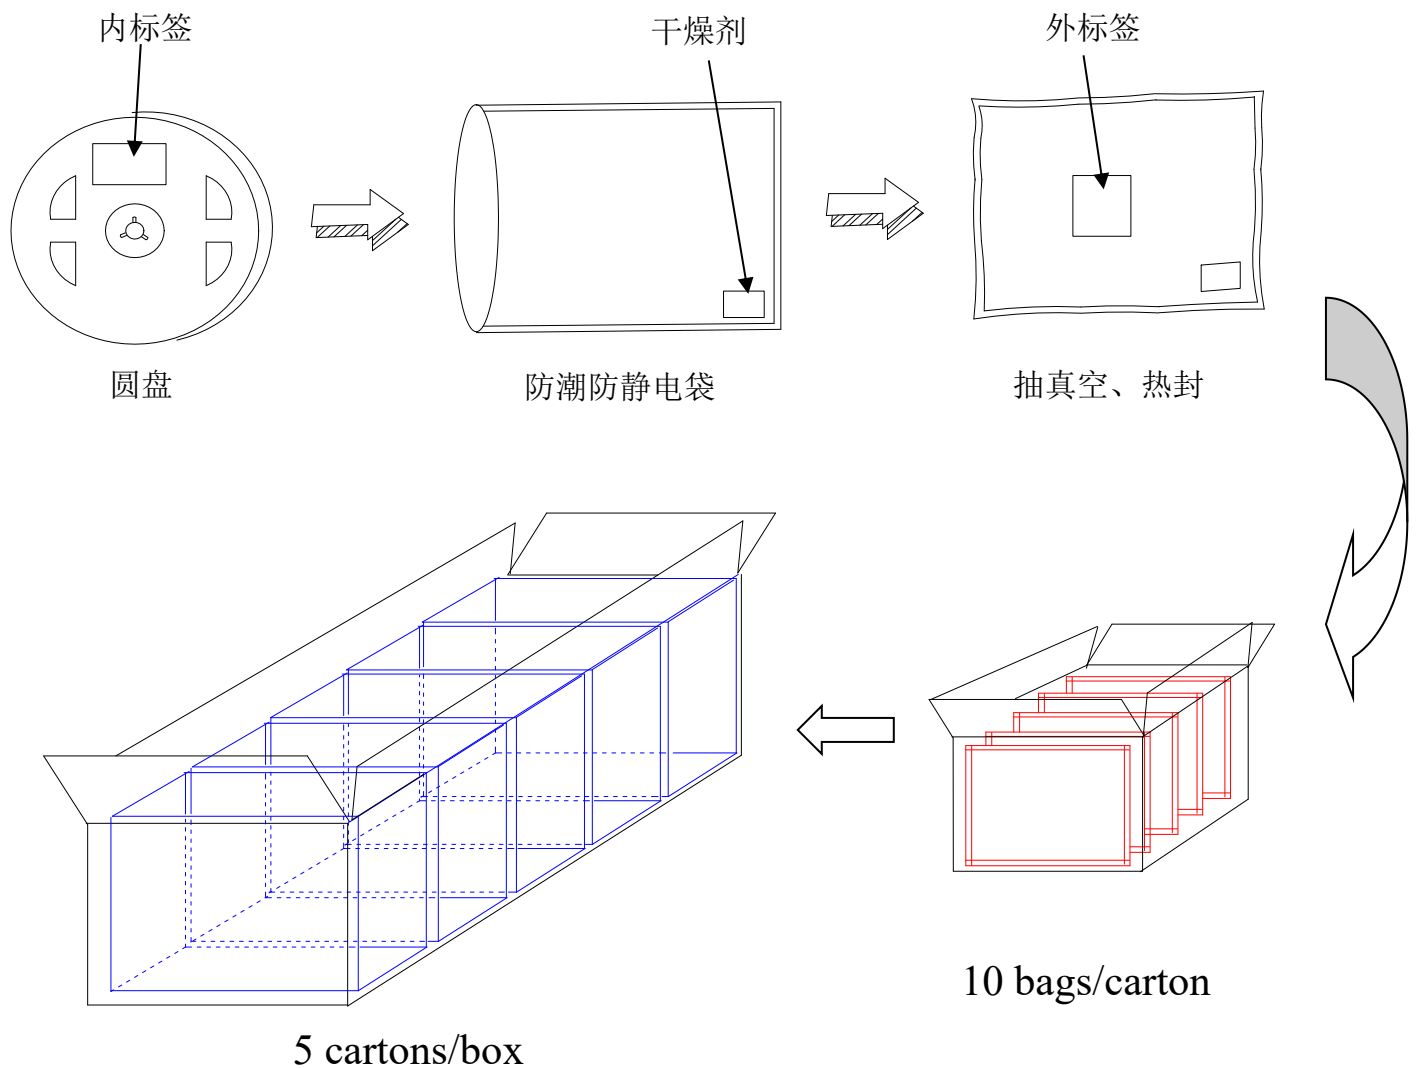 内标签
干燥剂
外标签
圆盘
防潮防静电袋
抽真空、热封
10 bags/carton
5 cartons/box